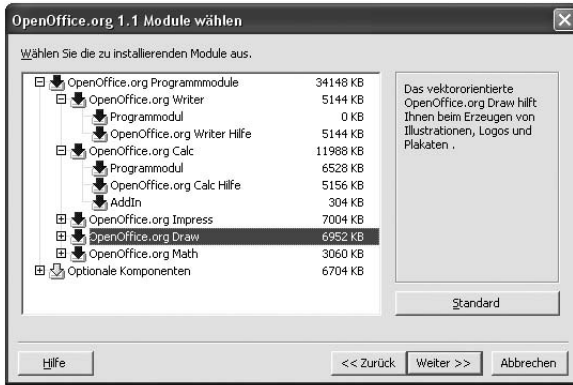 OpenOffice.org 1.1 Module wählen
Wählen Sie die zu installierenden Module aus.
OpenOffice.org Programmmodule 34148 KB
OpenOffice.org Writer 5144 KB
Programmodul 0 KB
OpenOffice.org Writer Hilfe 5144 KB
OpenOffice.org Calc 11988 KB
Programmodul 6528 KB
OpenOffice.org Calc Hilfe 5156 KB
AddIn 304 KB
OpenOffice.org Impress 7004 KB
OpenOffice.org Draw 6952 KB
OpenOffice.org Math 3060 KB
Optionale Komponenten 6704 KB
Das vektororientierte
OpenOffice.org Draw hilft
Ihnen beim Erzeugen von
Illustrationen, Logos und
Plakaten .
Standard
Hilfe
<< Zurück
Weiter >>
Abbrechen